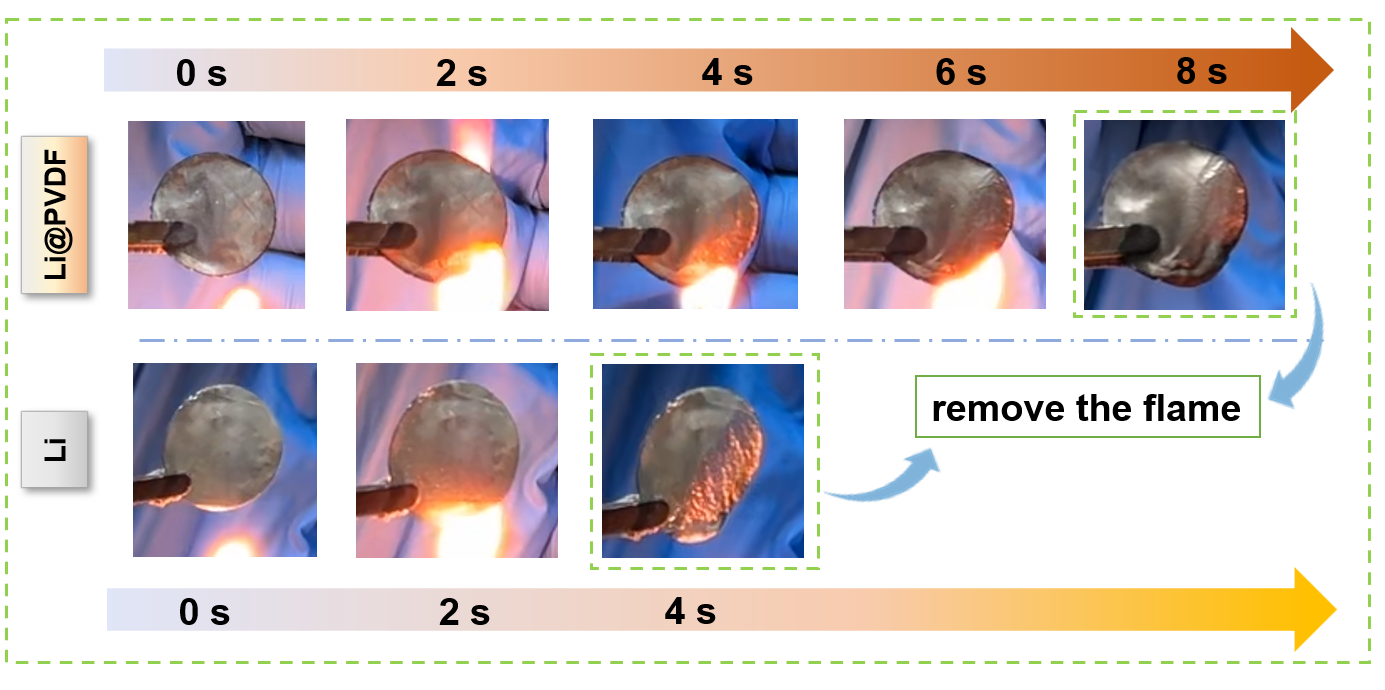 0 s 2 s 4 s 6 s 8 s
Li@PVDF
Li
remove the flame
0 s 2 s 4 s